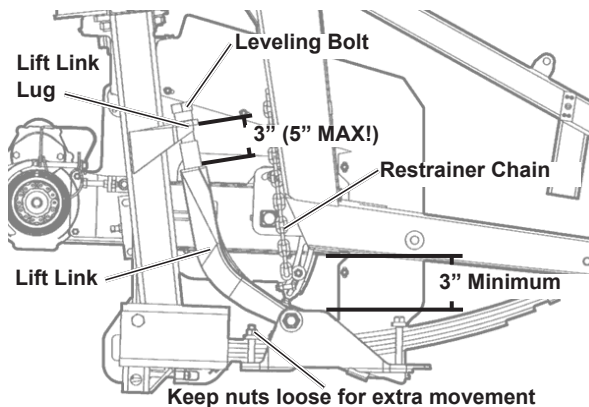 Leveling Bolt
Lift Link
Lug
3” (5” MAX!)
Restrainer Chain
Lift Link
3” Minimum
Keep nuts loose for extra movement